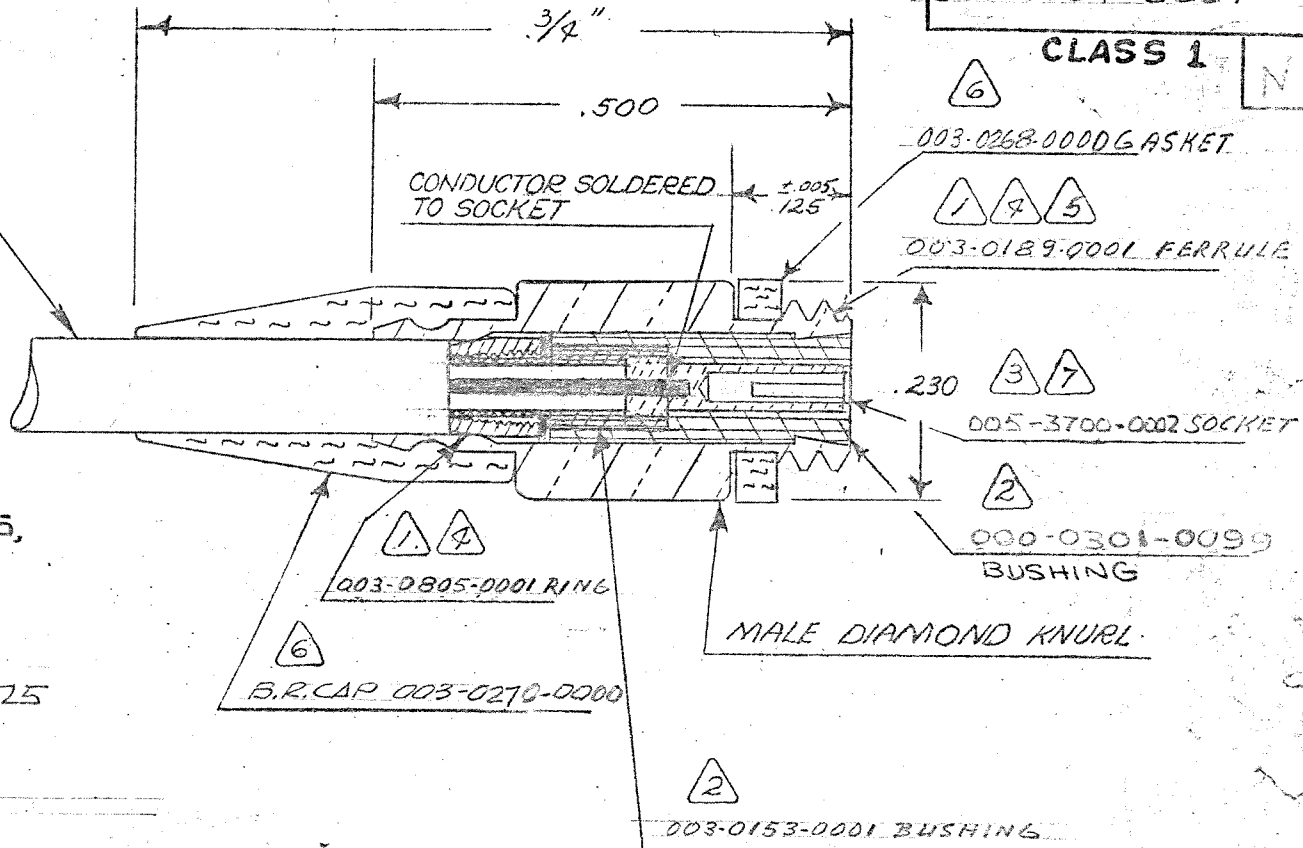 3/4"
CLASS 1
N
.500
6
003-0268-0000 GASKET
CONDUCTOR SOLDERED
TO SOCKET
±.005
.125
1 4 5
003-0189-0001 FERRULE
.230
3 7
005-3700-0002 SOCKET
2
000-0301-0099
BUSHING
1 4
003-0805-0001 RING
MALE DIAMOND KNURL
6
B.R.CAP 003-0270-0000
25
2
003-0153-0001 BUSHING